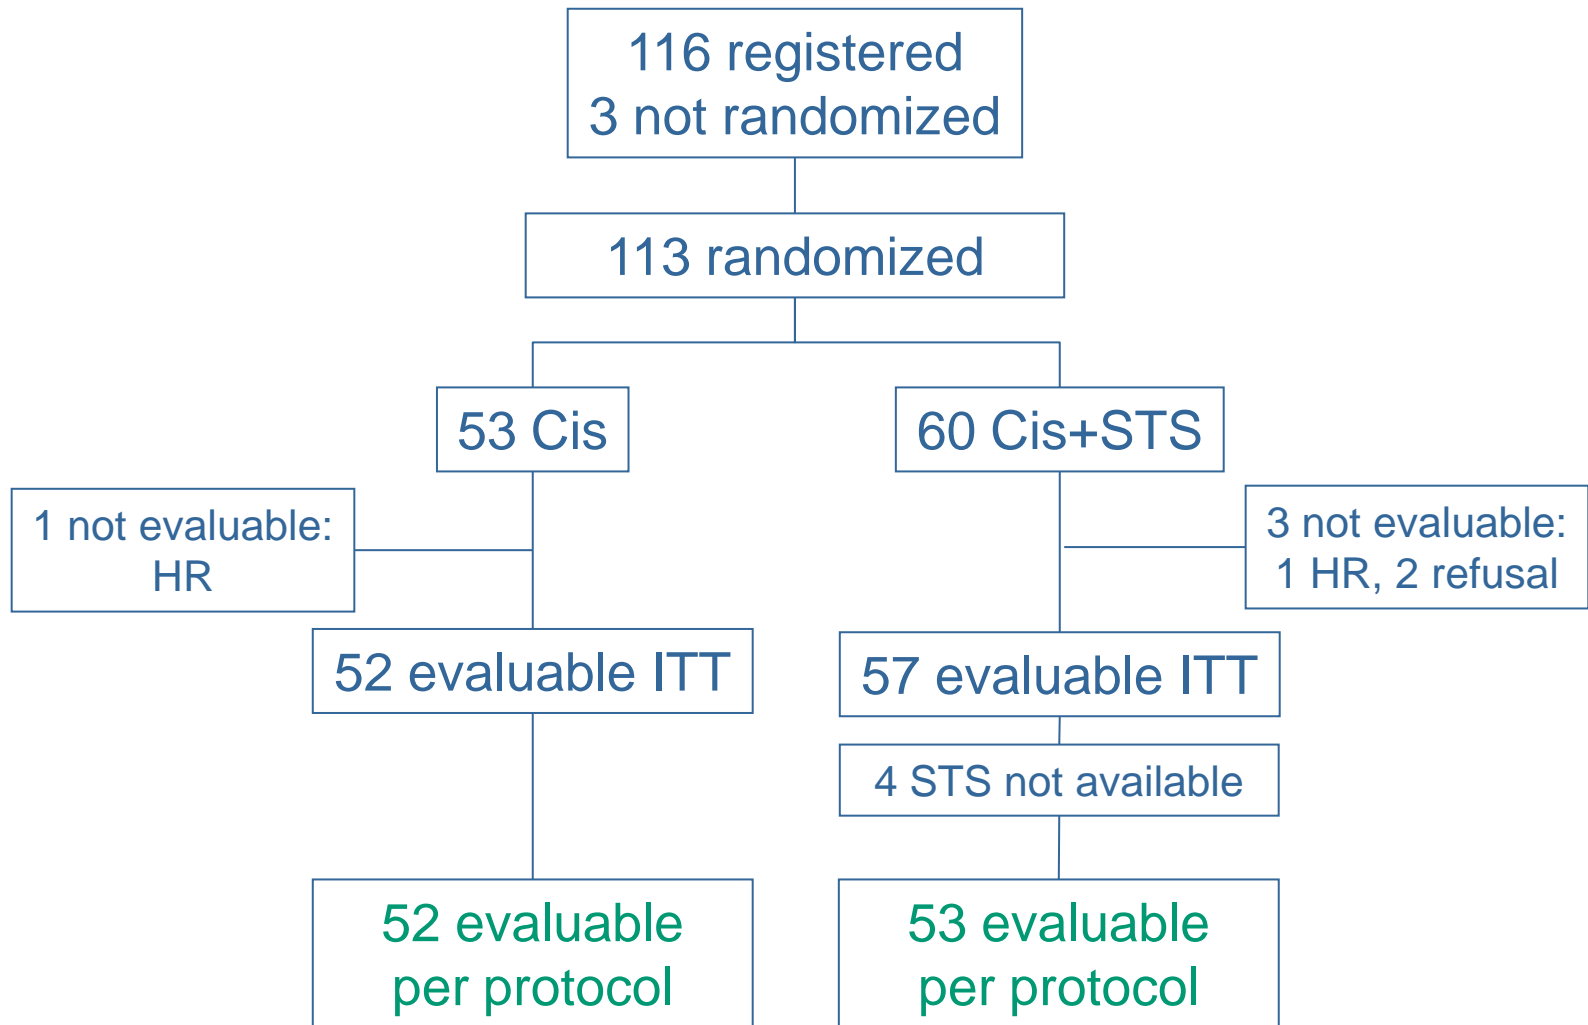 116 registered
3 not randomized
113 randomized
53 Cis
60 Cis+STS
1 not evaluable:
HR
3 not evaluable:
1 HR, 2 refusal
52 evaluable ITT
57 evaluable ITT
4 STS not available
52 evaluable
per protocol
53 evaluable
per protocol